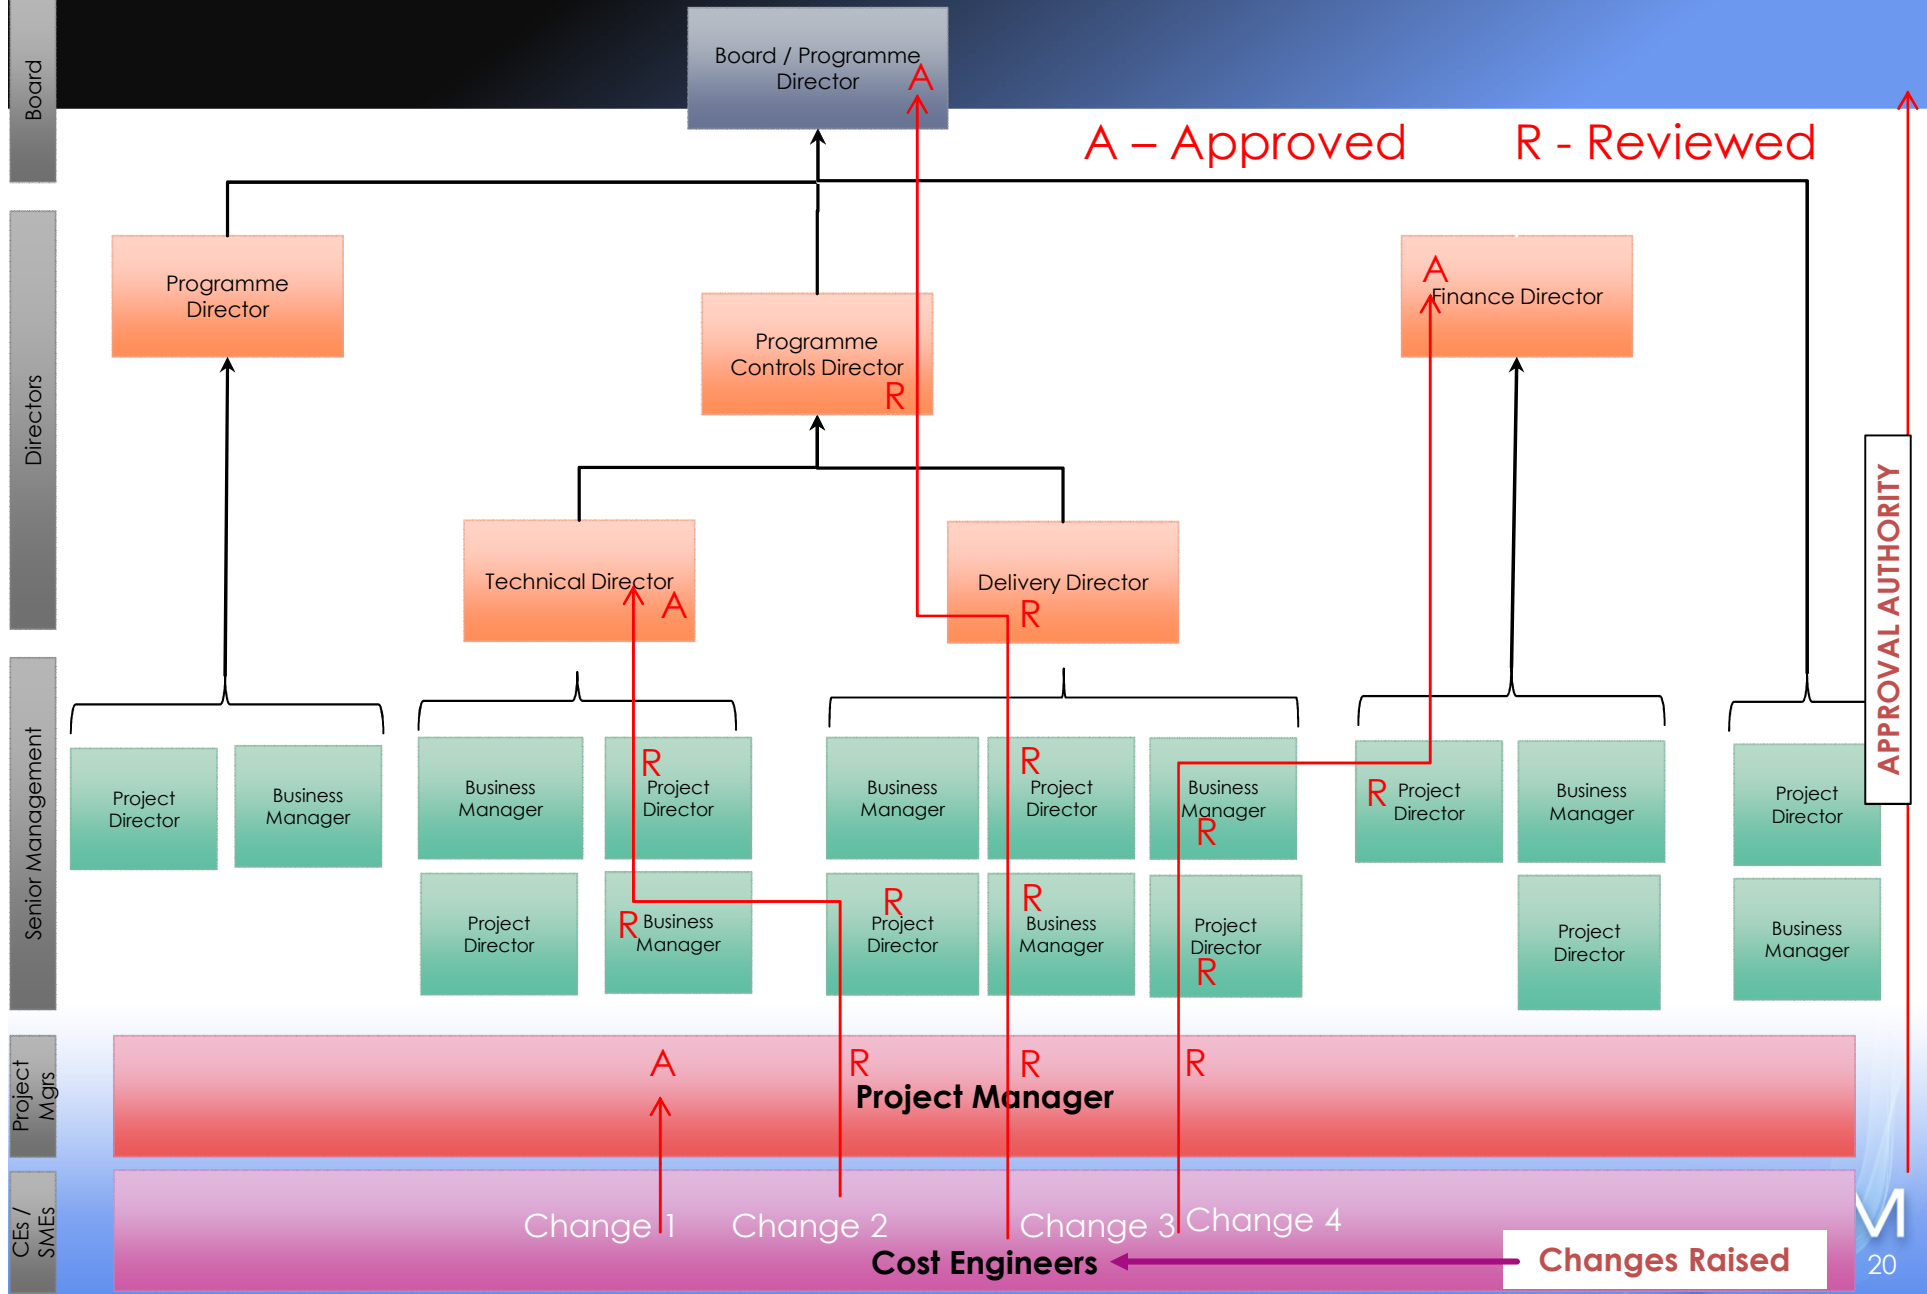 Board
Board / Programme
Director
A
A – Approved
R - Reviewed
Directors
Programme
Director
Programme
Controls Director
R
A
Finance Director
Technical Director
A
Delivery Director
R
APPROVAL AUTHORITY
Senior Management
Project
Director
Business
Manager
Business
Manager
R
Project
Director
Project
Director
R
Business
Manager
Business
Manager
R
Project
Director
Business
Manager
R
R
Project
Director
R
Business
Manager
Project
Director
R
R
Project
Director
Business
Manager
Project
Director
Project
Director
Business
Manager
Project
Mgrs
A
R
R
R
Project Manager
CEs /
SMEs
Change 1
Change 2
Change 3
Change 4
Cost Engineers
Changes Raised
M
20